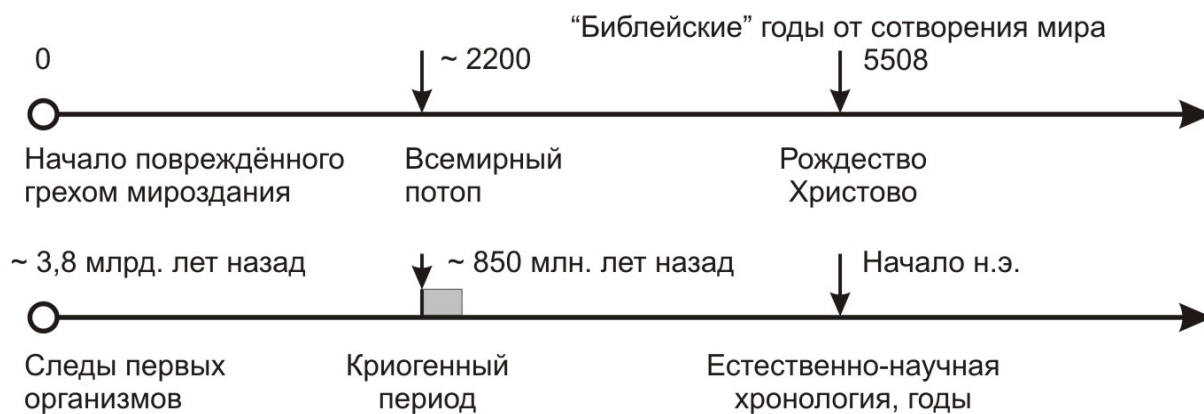 “Библейские” годы от сотворения мира
0
~ 2200
5508
Начало повреждённого
грехом мироздания
Всемирный
потоп
Рождество
Христово
~ 3,8 млрд. лет назад
~ 850 млн. лет назад
Начало н.э.
Следы первых
организмов
Криогенный
период
Естественно-научная
хронология, годы